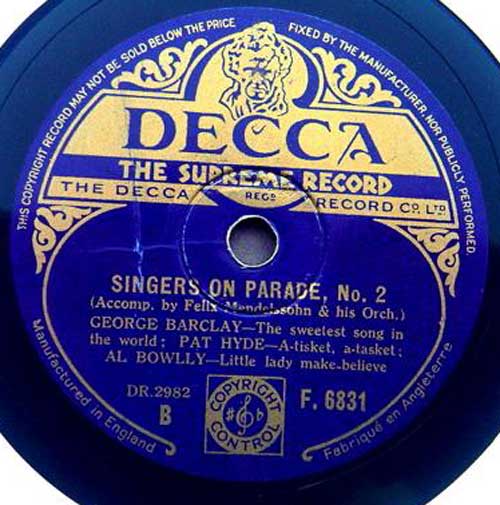 THIS COPYRIGHT RECORD MAY NOT BE SOLD BELOW THE PRICE
FIXED BY THE MANUFACTURER, NOR PUBLICLY PERFORMED.
DECCA
THE SUPREME RECORD
THE DECCA REGD RECORD CO. LTD.
SINGERS ON PARADE, No. 2
(Accomp. by Felix Mendelssohn & his Orch.)
GEORGE BARCLAY—The sweetest song in
the world; PAT HYDE—A-tisket, a-tasket;
AL BOWLLY—Little lady make-believe
DR.2982
B
COPYRIGHT
CONTROL
F. 6831
Manufactured in England
Fabriqué en Angleterre